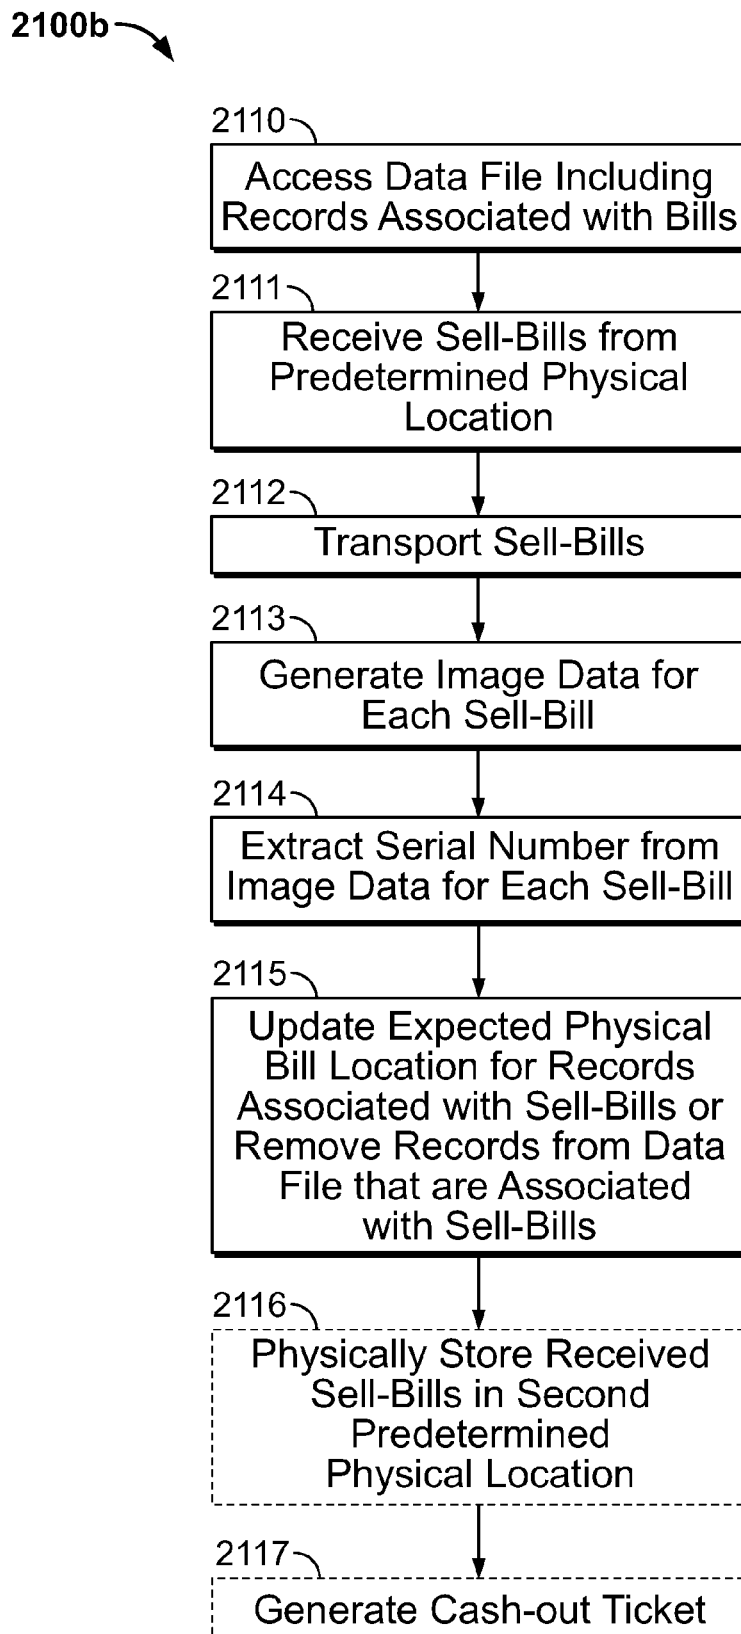 2100b
2110
Access Data File Including
Records Associated with Bills
2111
Receive Sell-Bills from
Predetermined Physical
Location
2112
Transport Sell-Bills
2113
Generate Image Data for
Each Sell-Bill
2114
Extract Serial Number from
Image Data for Each Sell-Bill
2115
Update Expected Physical
Bill Location for Records
Associated with Sell-Bills or
Remove Records from Data
File that are Associated
with Sell-Bills
2116
Physically Store Received
Sell-Bills in Second
Predetermined
Physical Location
2117
Generate Cash-out Ticket